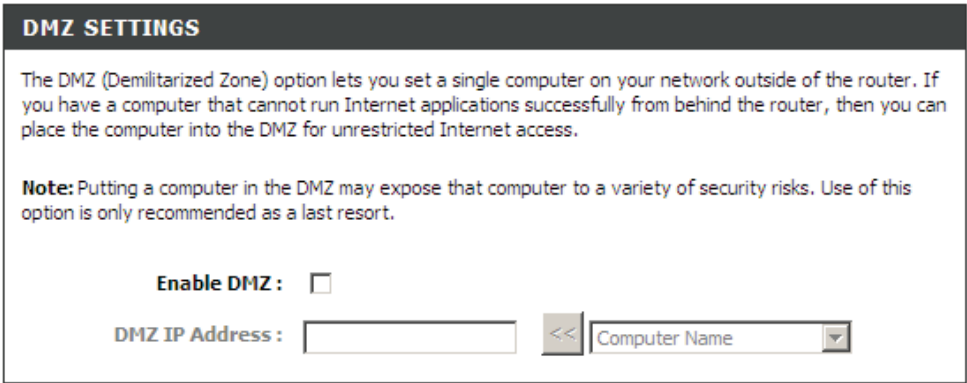 DMZ SETTINGS
The DMZ (Demilitarized Zone) option lets you set a single computer on your network outside of the router. If
you have a computer that cannot run Internet applications successfully from behind the router, then you can
place the computer into the DMZ for unrestricted Internet access.
Note: Putting a computer in the DMZ may expose that computer to a variety of security risks. Use of this
option is only recommended as a last resort.
Enable DMZ :
DMZ IP Address : << Computer Name